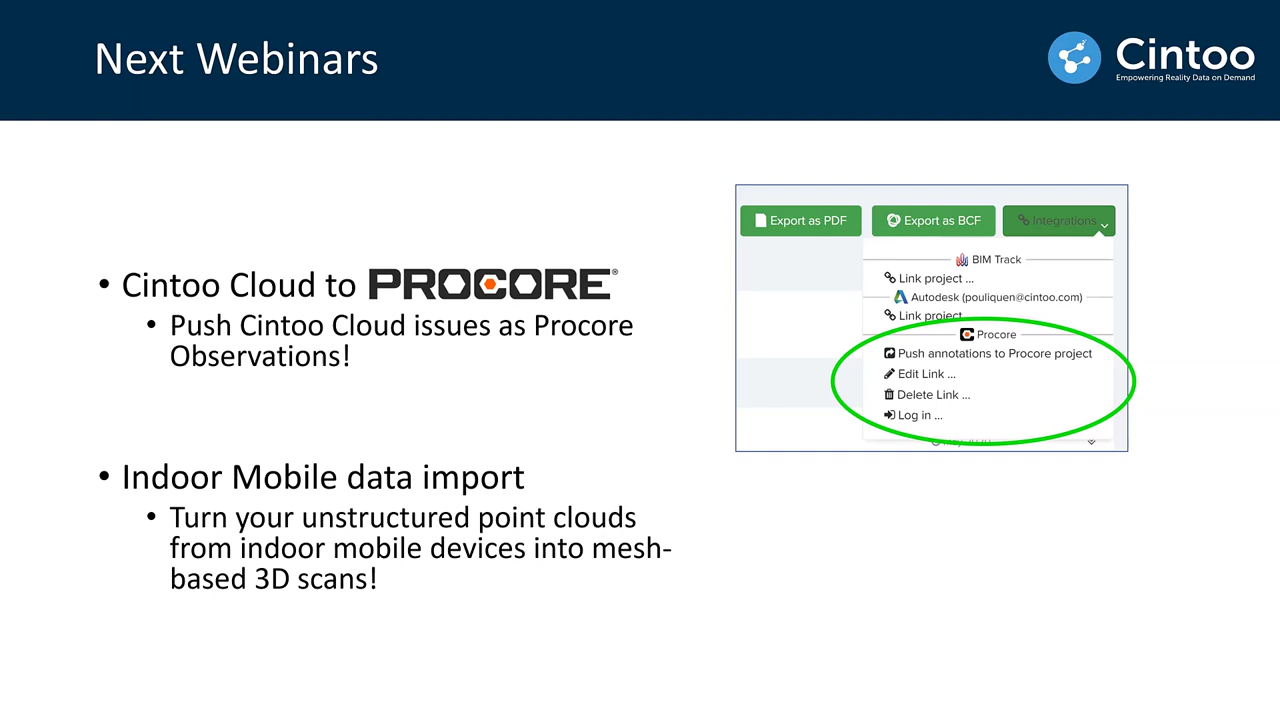 Next Webinars
Cintoo
Empowering Reality Data on Demand
• Cintoo Cloud to PROCORE®
• Push Cintoo Cloud issues as Procore
Observations!
• Indoor Mobile data import
• Turn your unstructured point clouds
from indoor mobile devices into mesh-
based 3D scans!
Export as PDF
Export as BCF
Integrations
BIM Track
Link project ...
Autodesk (pouliquen@cintoo.com)
Link project
Procore
Push annotations to Procore project
Edit Link ...
Delete Link ...
Log in ...